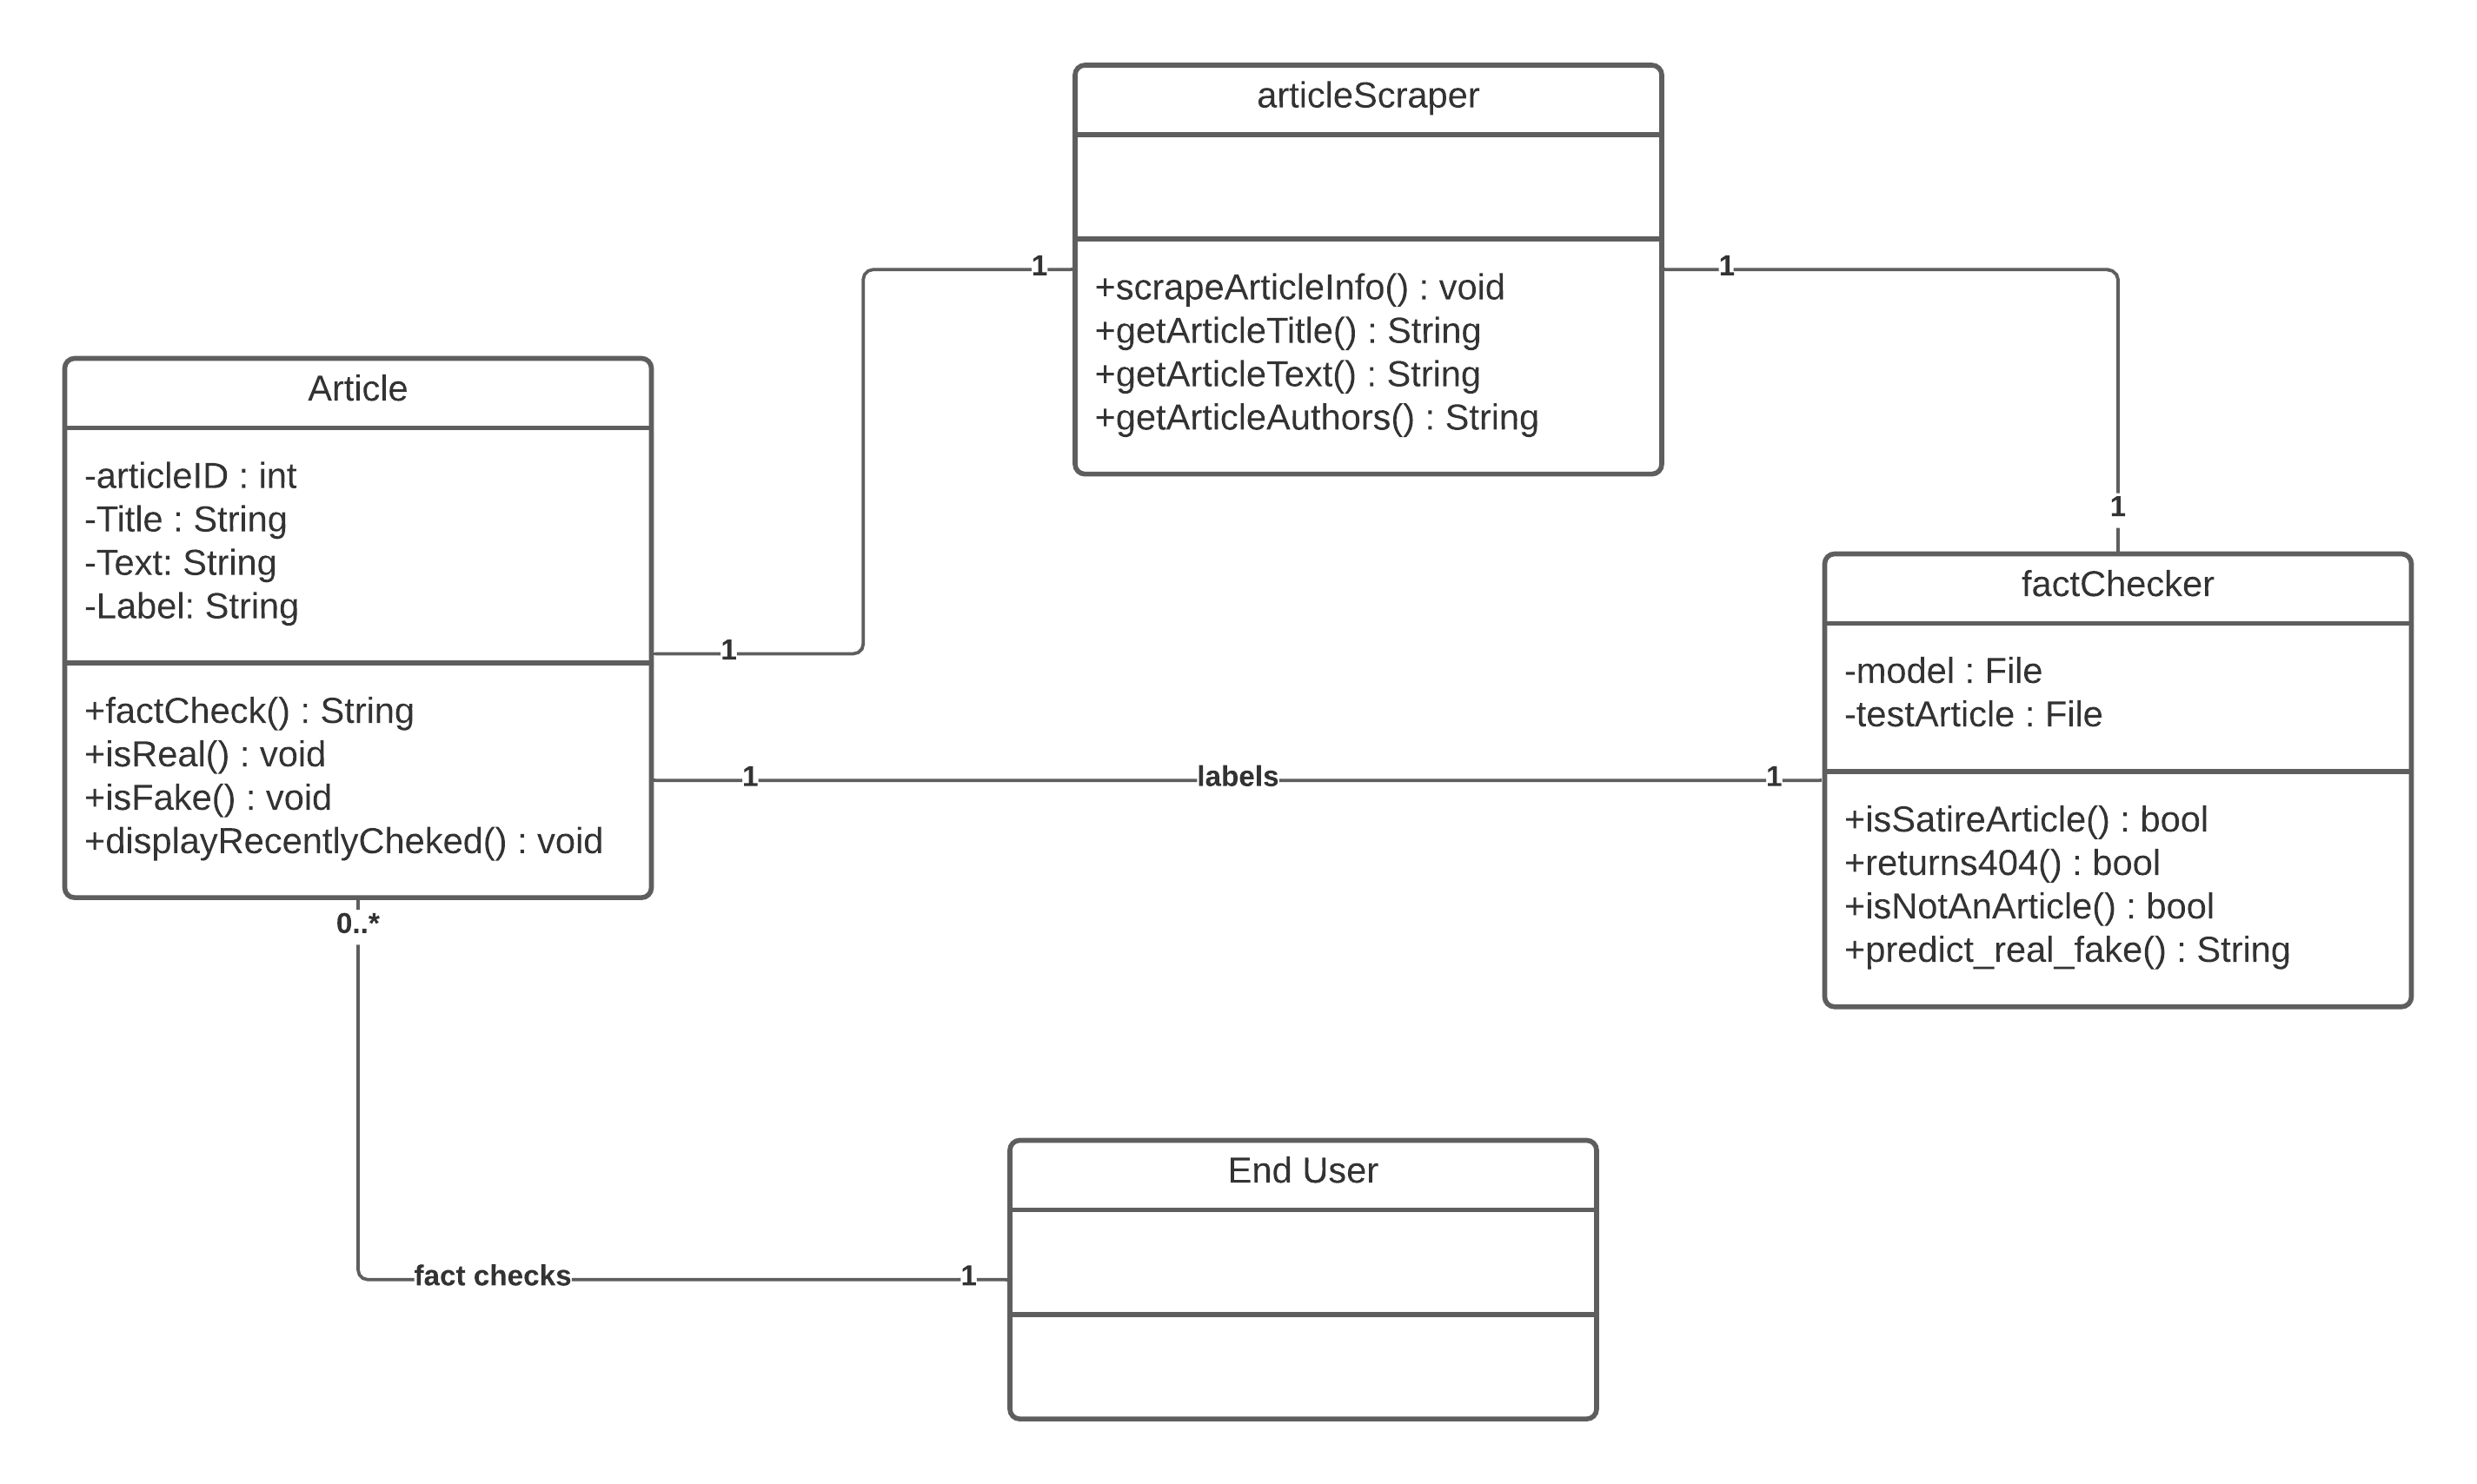 articleScraper
+scrapeArticleInfo() : void
+getArticleTitle() : String
+getArticleText() : String
+getArticleAuthors() : String
1
1
1
1
Article
-articleID : int
-Title : String
-Text: String
-Label: String
+factCheck() : String
+isReal() : void
+isFake() : void
+displayRecentlyCheked() : void
1
labels
1
factChecker
-model : File
-testArticle : File
+isSatireArticle() : bool
+returns404() : bool
+isNotAnArticle() : bool
+predict_real_fake() : String
0..*
fact checks
1
End User